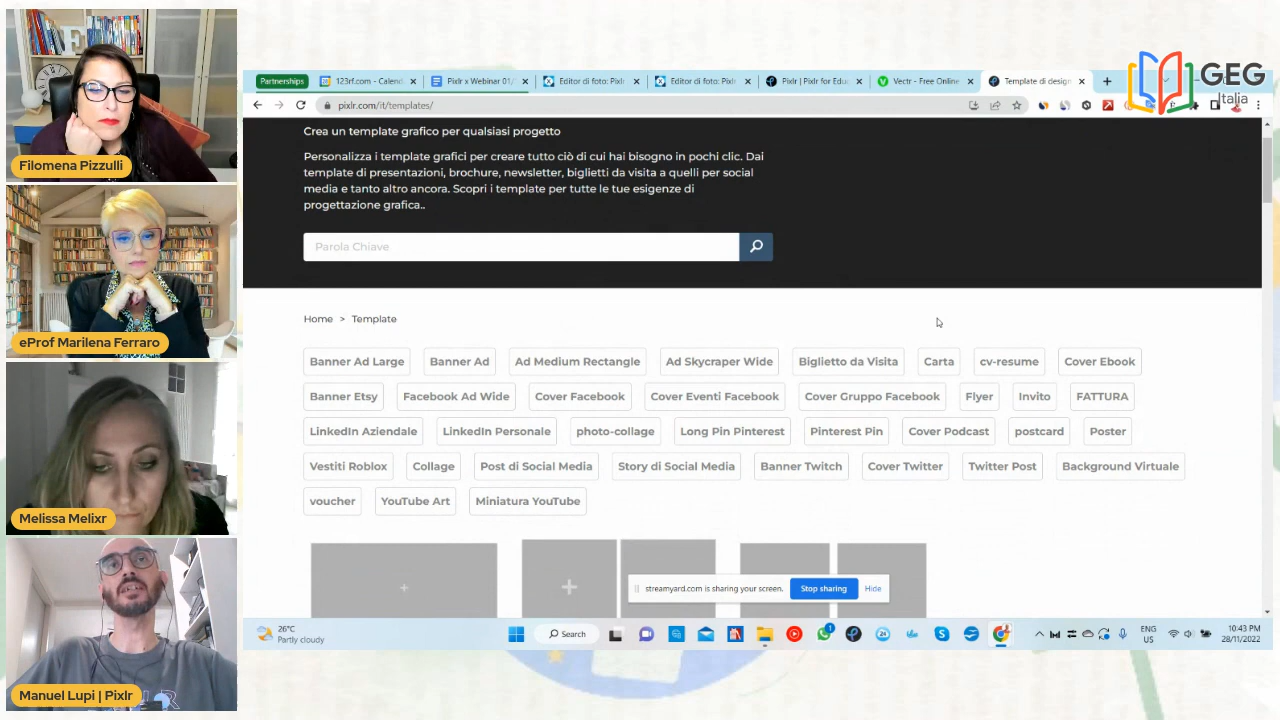 Filomena Pizzulli
eProf Marilena Ferraro
Melissa Melixr
Manuel Lupi | Pixlr
GEG
Italia
Partnerships
123rf.com - Calend
Pixlr x Webinar 01/
Editor di foto: Pixl
Editor di foto: Pixl
Pixlr | Pixlr for Edu
Vectr - Free Online
Template di desig
pixlr.com/it/templates/
Crea un template grafico per qualsiasi progetto
Personalizza i template grafici per creare tutto ciò di cui hai bisogno in pochi clic. Dai
template di presentazioni, brochure, newsletter, biglietti da visita a quelli per social
media e tanto altro ancora. Scopri i template per tutte le tue esigenze di
progettazione grafica..
Parola Chiave
Home > Template
Banner Ad Large Banner Ad Ad Medium Rectangle Ad Skycraper Wide Biglietto da Visita Carta cv-resume Cover Ebook
Banner Etsy Facebook Ad Wide Cover Facebook Cover Eventi Facebook Cover Gruppo Facebook Flyer Invito FATTURA
LinkedIn Aziendale LinkedIn Personale photo-collage Long Pin Pinterest Pinterest Pin Cover Podcast postcard Poster
Vestiti Roblox Collage Post di Social Media Story di Social Media Banner Twitch Cover Twitter Twitter Post Background Virtuale
voucher YouTube Art Miniatura YouTube
streamyard.com is sharing your screen. Stop sharing Hide
26°C
Partly cloudy
Search
ENG
US
10:43 PM
28/11/2022